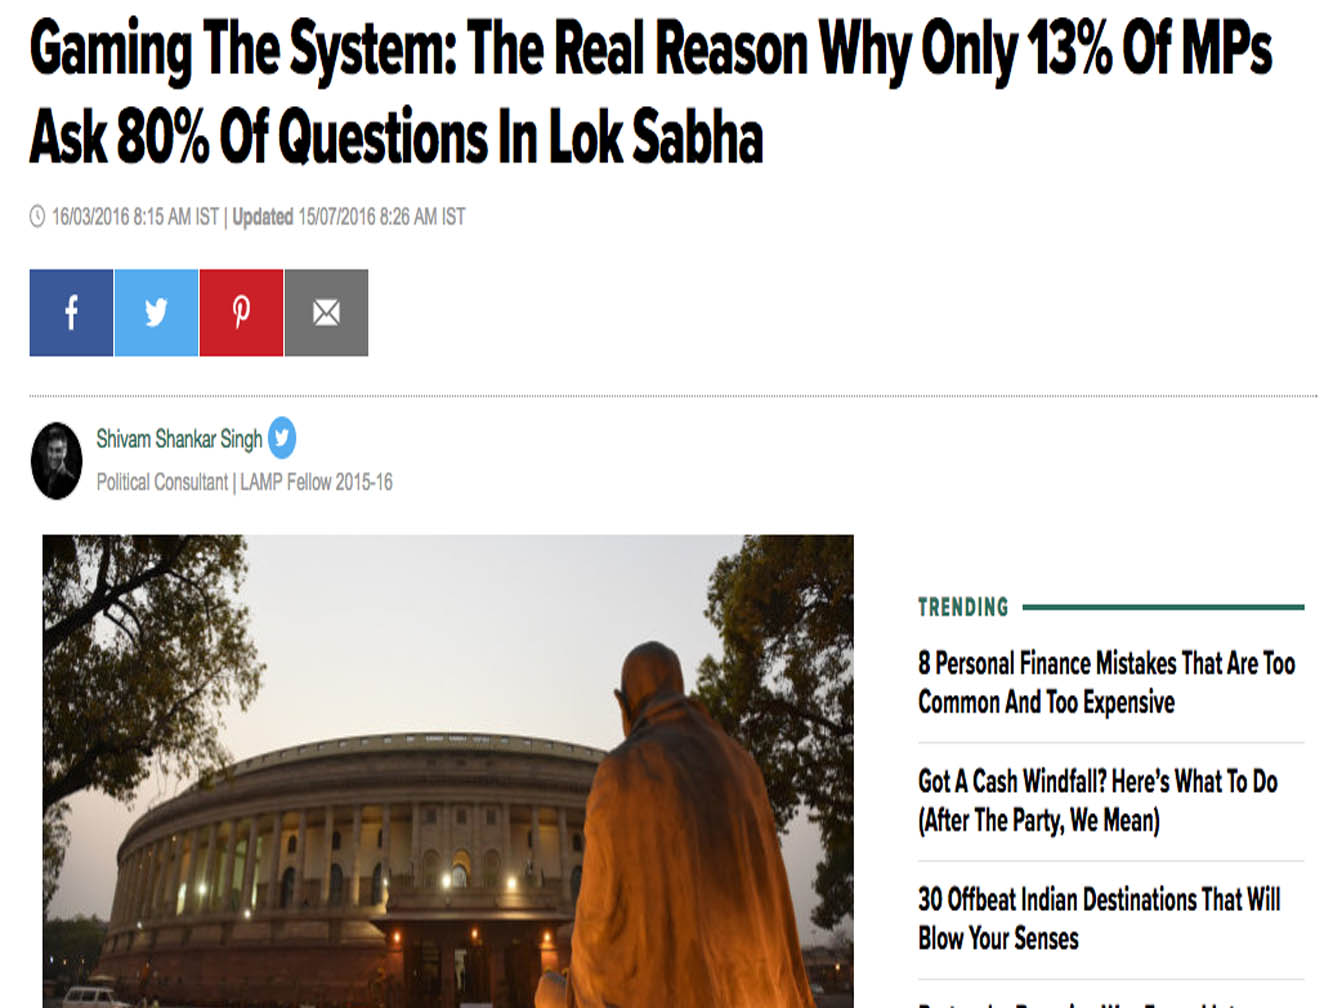 Gaming The System: The Real Reason Why Only 13% Of MPs
Ask 80% Of Questions In Lok Sabha
16/03/2016 8:15 AM IST | Updated 15/07/2016 8:26 AM IST
Shivam Shankar Singh
Political Consultant | LAMP Fellow 2015-16
TRENDING
8 Personal Finance Mistakes That Are Too
Common And Too Expensive
Got A Cash Windfall? Here's What To Do
(After The Party, We Mean)
30 Offbeat Indian Destinations That Will
Blow Your Senses